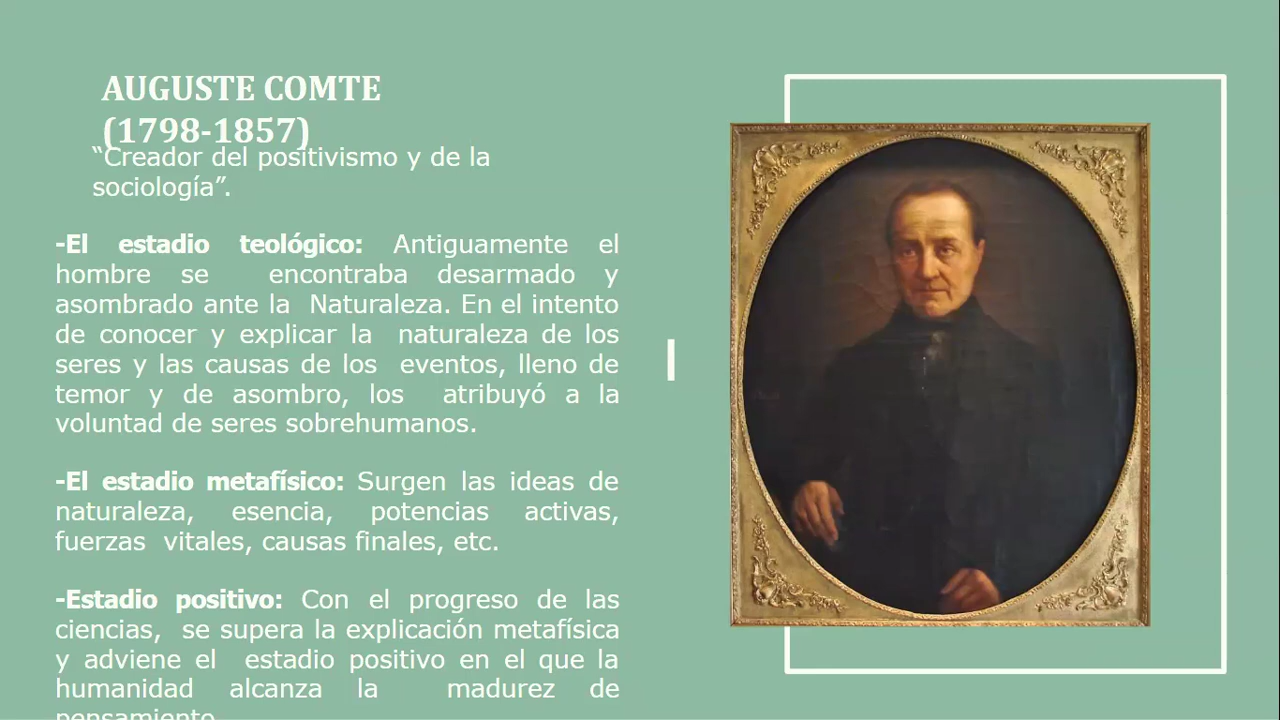 AUGUSTE COMTE
(1798-1857)
“Creador del positivismo y de la
sociología”.
-El estadio teológico: Antiguamente el
hombre se encontraba desarmado y
asombrado ante la Naturaleza. En el intento
de conocer y explicar la naturaleza de los
seres y las causas de los eventos, lleno de
temor y de asombro, los atribuyó a la
voluntad de seres sobrehumanos.
-El estadio metafísico: Surgen las ideas de
naturaleza, esencia, potencias activas,
fuerzas vitales, causas finales, etc.
-Estadio positivo: Con el progreso de las
ciencias, se supera la explicación metafísica
y adviene el estadio positivo en el que la
humanidad alcanza la madurez de
pensamiento